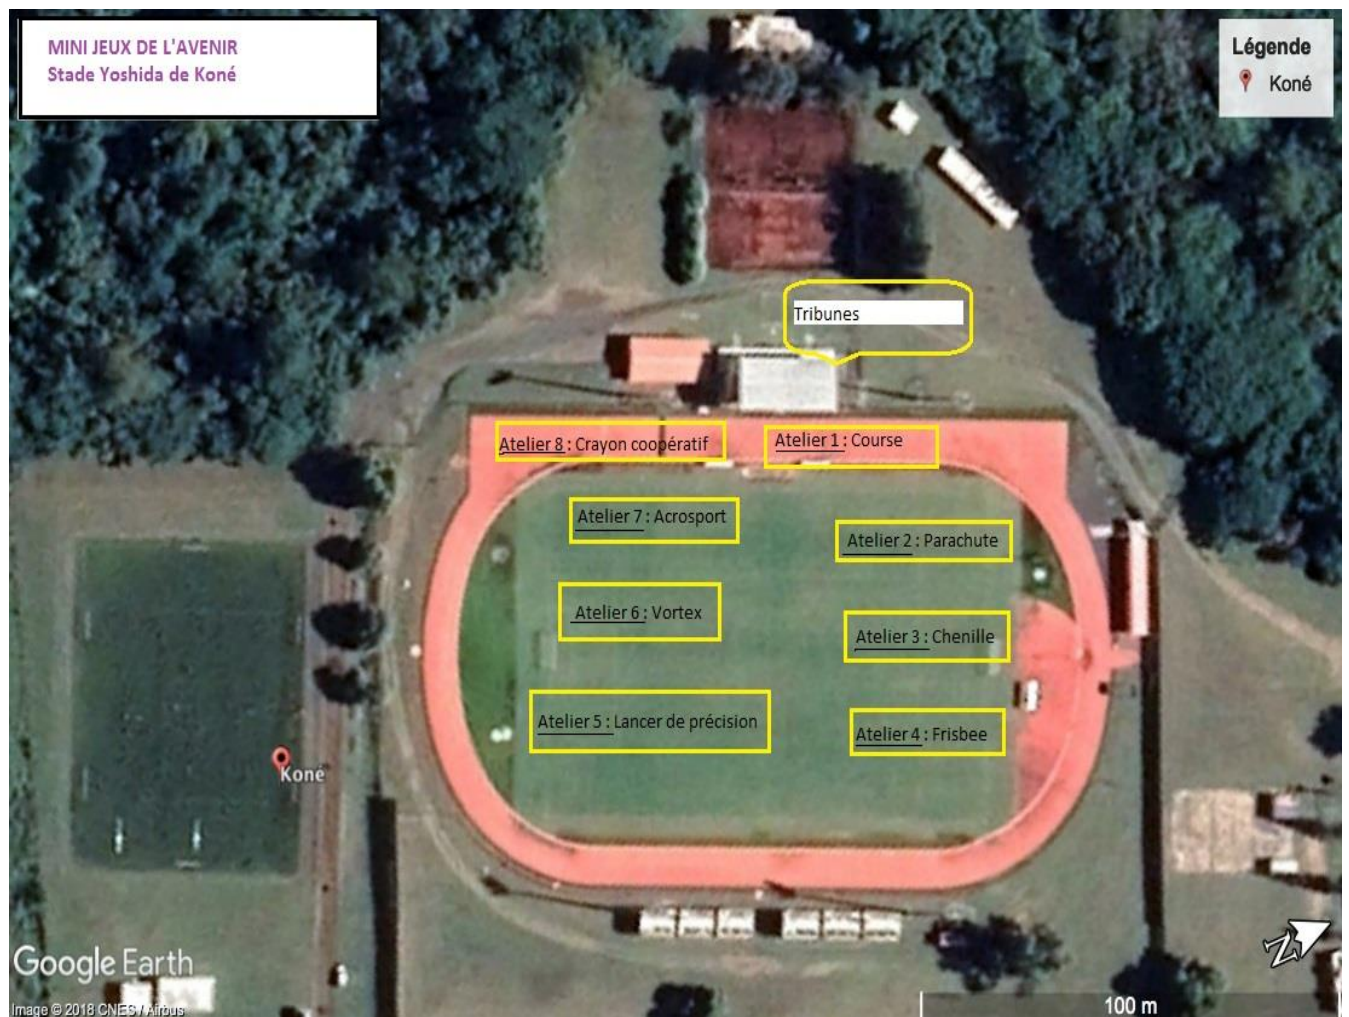 MINI JEUX DE L'AVENIR
Stade Yoshida de Koné
Légende
Koné
Tribunes
Atelier 8 : Crayon coopératif
Atelier 1 : Course
Atelier 7 : Acrosport
Atelier 2 : Parachute
Atelier 6 : Vortex
Atelier 3 : Chenille
Atelier 5 : Lancer de précision
Atelier 4 : Frisbee
Koné
Google Earth
N
Image © 2018 CNES / Airbus
100 m